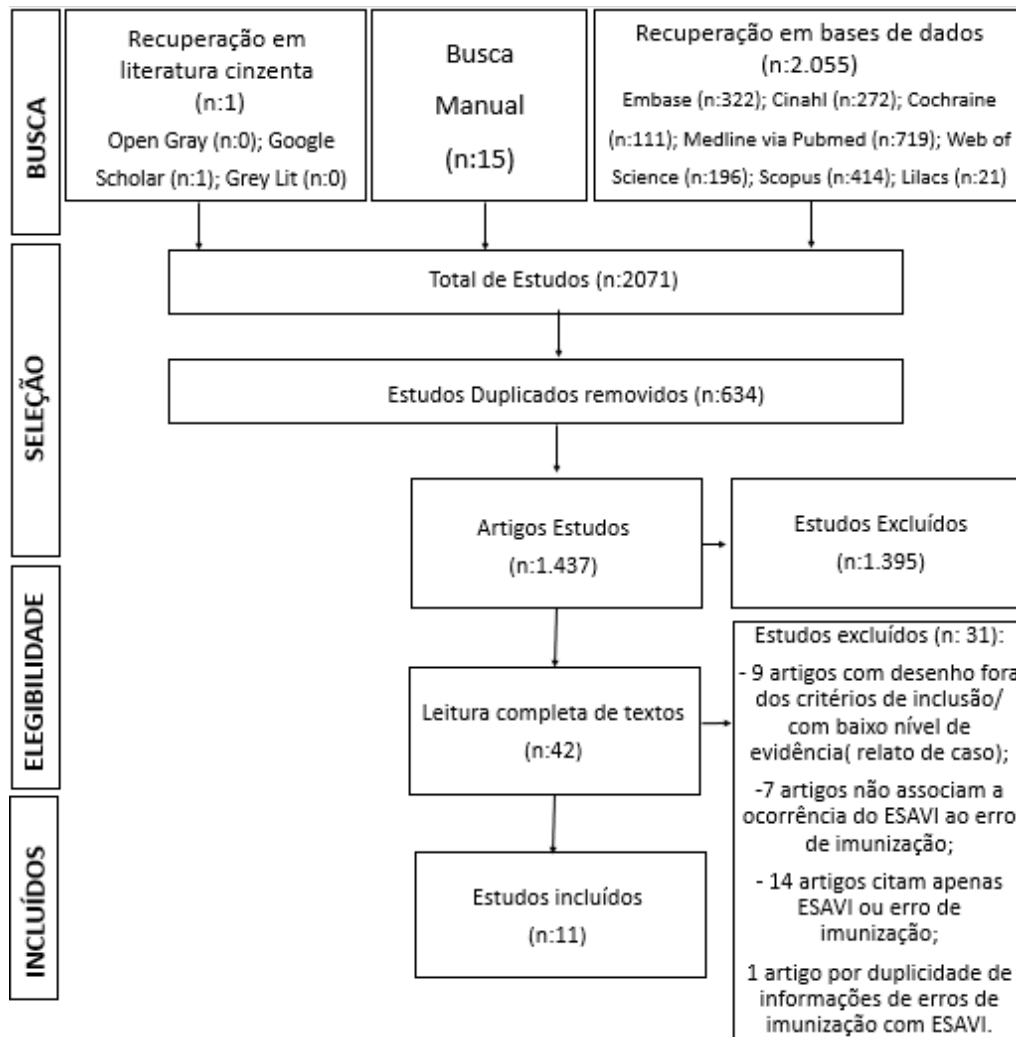 BUSCA
Recuperação em
literatura cinzenta
(n:1)
Open Gray (n:0); Google
Scholar (n:1); Grey Lit (n:0)
Busca
Manual
(n:15)
Recuperação em bases de dados
(n:2.055)
Embase (n:322); Cinahl (n:272); Cochraine
(n:111); Medline via Pubmed (n:719); Web of
Science (n:196); Scopus (n:414); Lilacs (n:21)
SELEÇÃO
Total de Estudos (n:2071)
Estudos Duplicados removidos (n:634)
Artigos Estudos
(n:1.437)
Estudos Excluídos
(n:1.395)
ELEGIBILIDADE
Leitura completa de textos
(n:42)
Estudos excluídos (n: 31):
- 9 artigos com desenho fora
dos critérios de inclusão/
com baixo nível de
evidência( relato de caso);
-7 artigos não associam a
ocorrência do ESAVI ao erro
de imunização;
- 14 artigos citam apenas
ESAVI ou erro de
imunização;
1 artigo por duplicidade de
informações de erros de
imunização com ESAVI.
INCLUÍDOS
Estudos incluídos
(n:11)